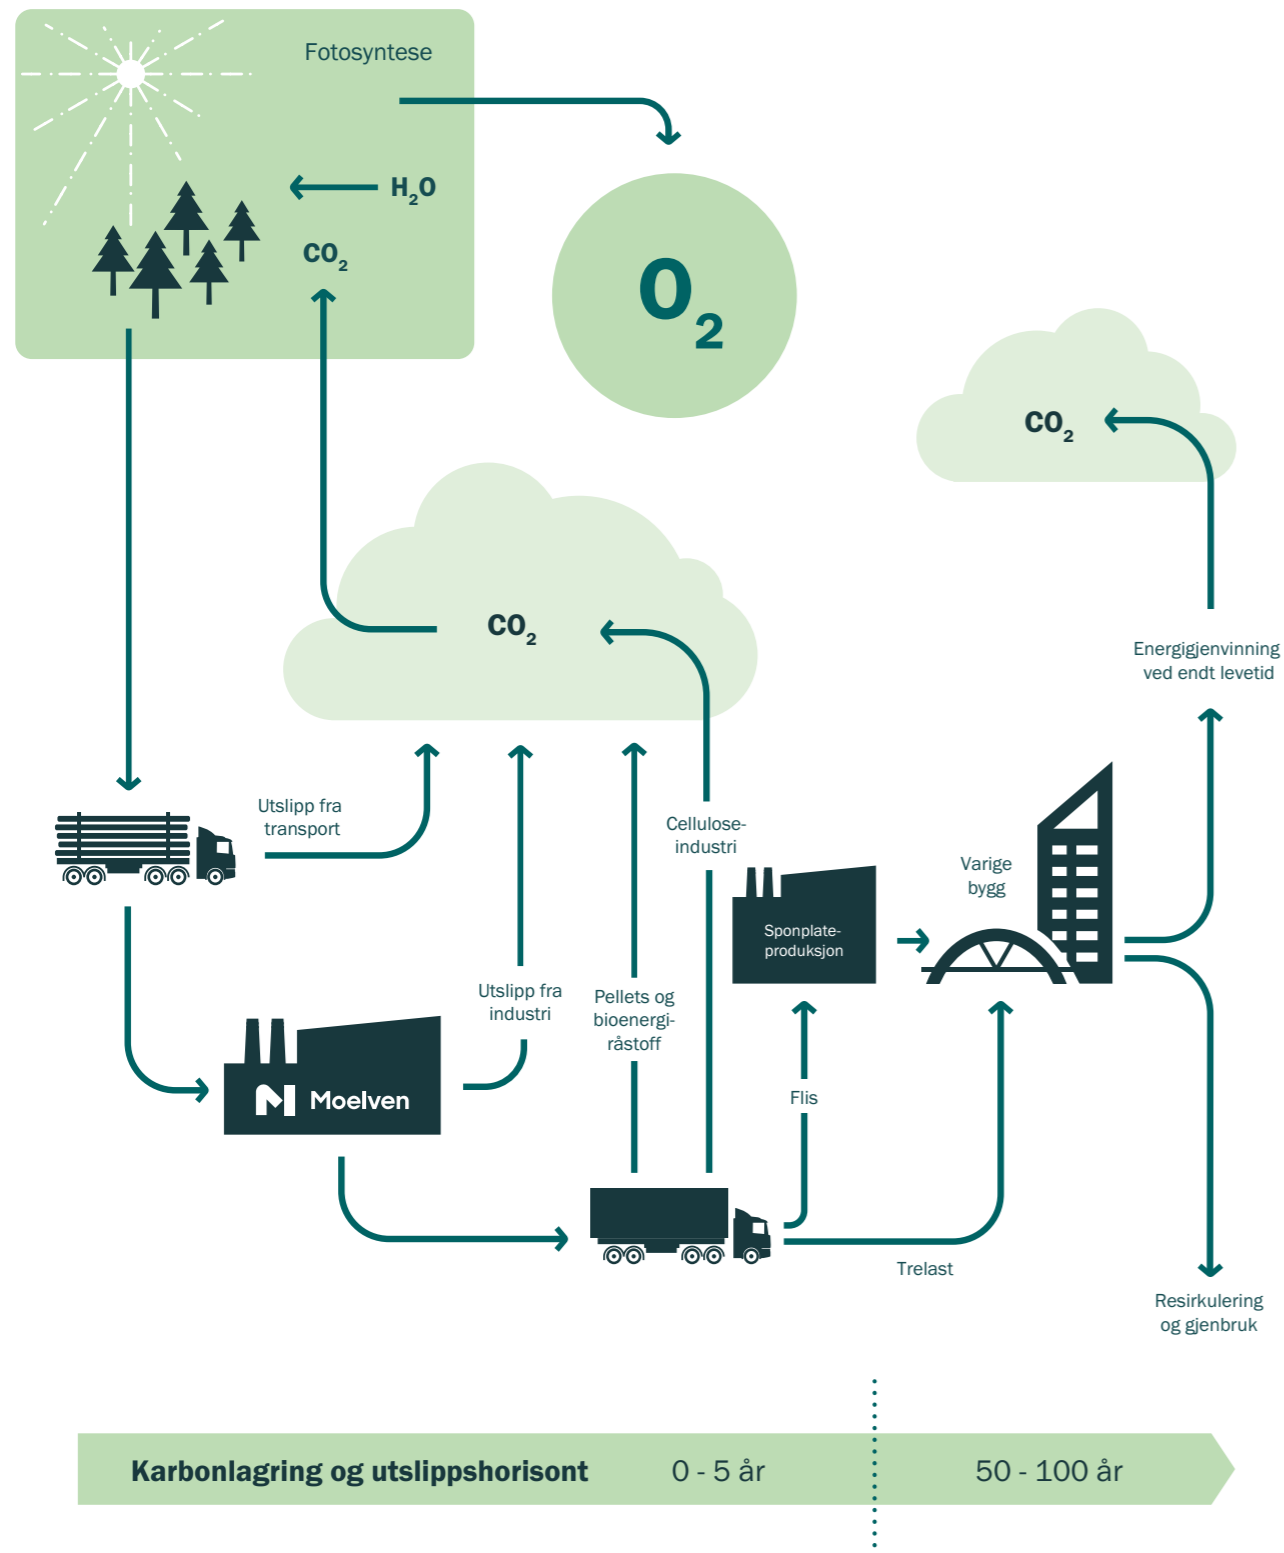 Fotosyntese
H₂O
CO₂
O₂
CO₂
CO₂
Energigjenvinning
ved endt levetid
Utslipp fra
transport
Cellulose-
industri
Varige
bygg
Sponplate-
produksjon
Utslipp fra
industri
Pellets og
bioenergi-
råstoff
Moelven
Flis
Trelast
Resirkulering
og gjenbruk
Karbonlagring og utslippshorisont 0 - 5 år 50 - 100 år